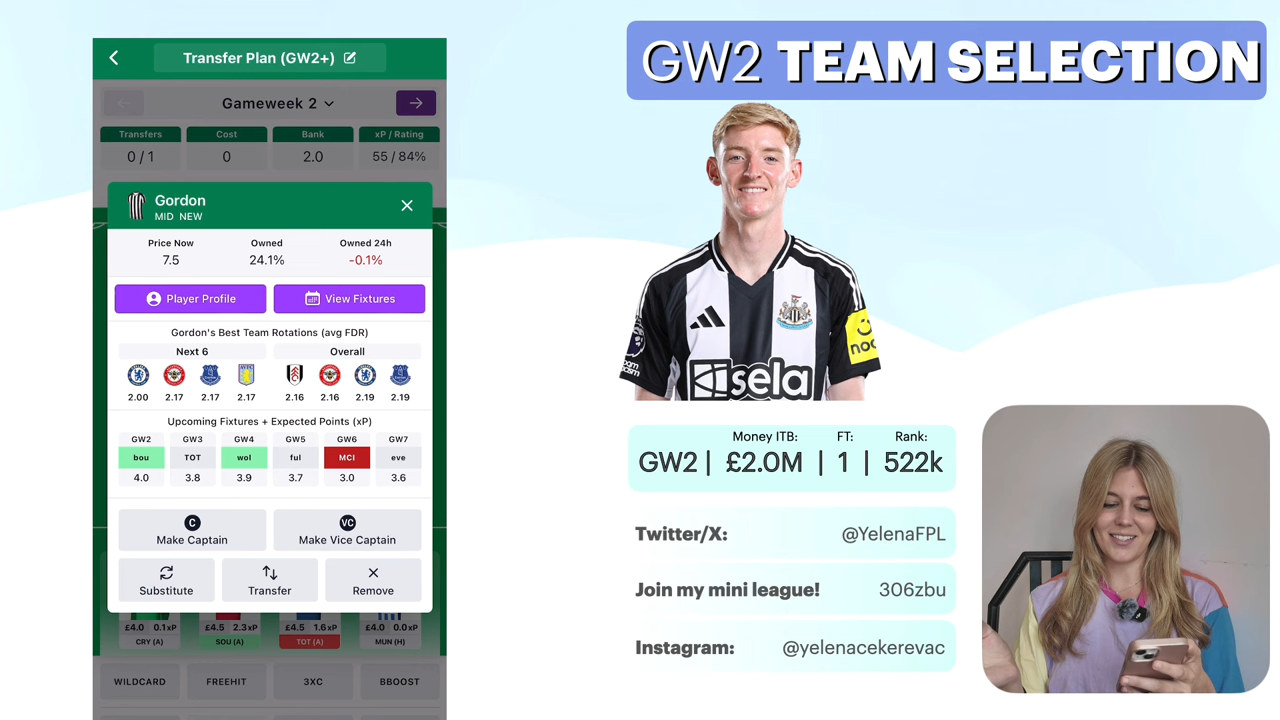 Transfer Plan (GW2+)
Gameweek 2
Transfers Cost Bank xP / Rating
0 / 1 0 2.0 55 / 84%
Gordon
MID NEW
Price Now Owned Owned 24h
7.5 24.1% -0.1%
Player Profile View Fixtures
Gordon's Best Team Rotations (avg FDR)
Next 6 Overall
2.00 2.17 2.17 2.17 2.16 2.16 2.19 2.19
Upcoming Fixtures + Expected Points (xP)
GW2 GW3 GW4 GW5 GW6 GW7
bou TOT wol ful MCI eve
4.0 3.8 3.9 3.7 3.0 3.6
C VC
Make Captain Make Vice Captain
Substitute Transfer Remove
£4.0 0.1xP £4.5 2.3xP £4.5 1.6xP £4.0 0.0xP
CRY (A) SOU (A) TOT (A) MUN (H)
WILDCARD FREEHIT 3XC BBOOST
GW2 TEAM SELECTION
sela
Money ITB: FT: Rank:
GW2 | £2.0M | 1 | 522k
Twitter/X: @YelenaFPL
Join my mini league! 306zbu
Instagram: @yelenacekerevac